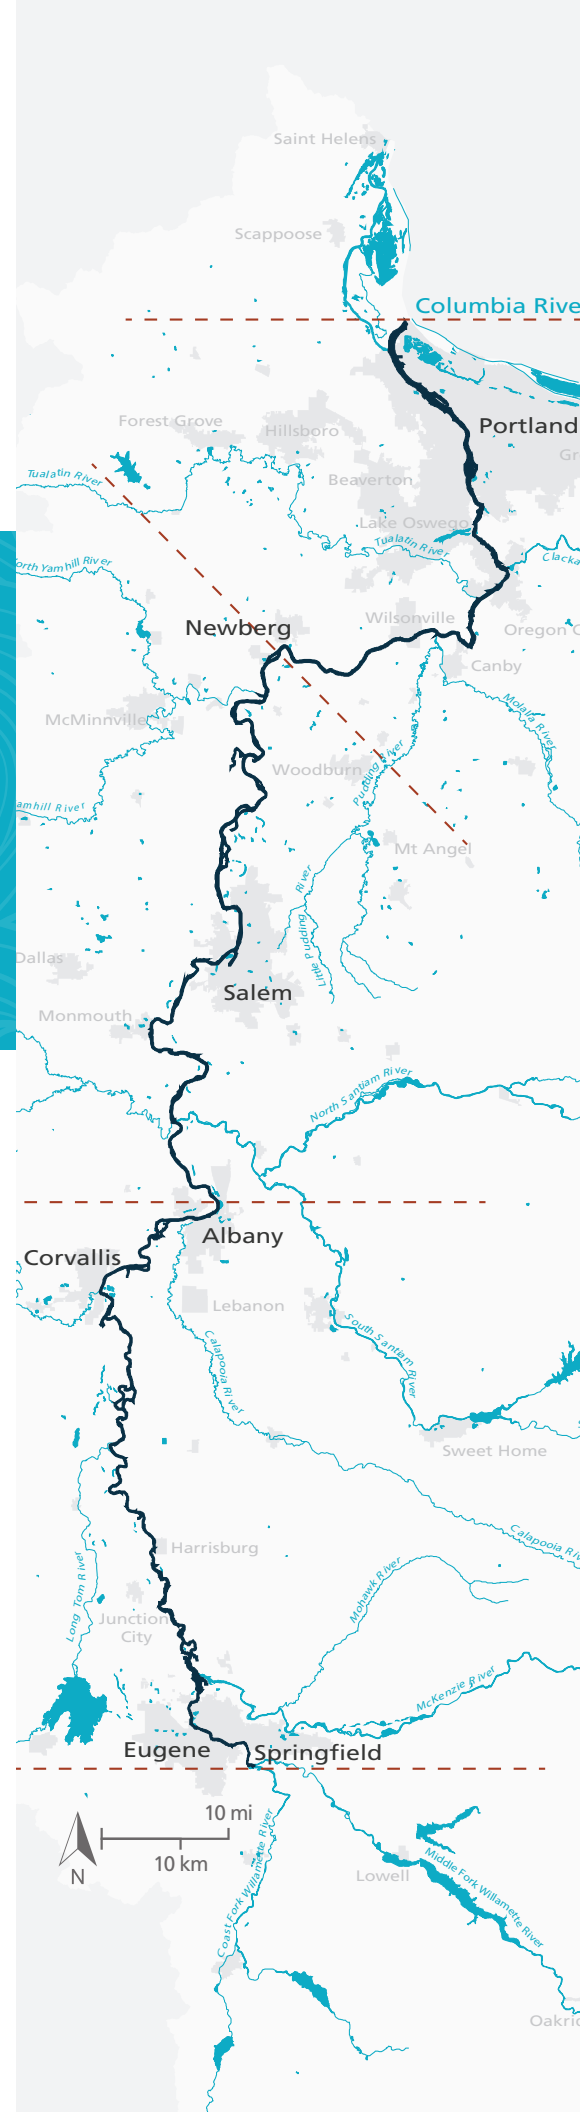 Saint Helens
Scappoose
Columbia Rive
Forest Grove
Hillsboro
Portland
Gr
Tualatin River
Beaverton
Lake Oswego
Tualatin River
Clacka
orth Yamhill River
Newberg
Wilsonville
Oregon C
Canby
McMinnville
Molalla River
Woodburn
Pudding River
amhill River
Mt Angel
Little Pudding River
Dallas
Salem
Monmouth
North Santiam River
Albany
Corvallis
Lebanon
South Santiam River
Calapooia River
Sweet Home
Calapooia Riv
Harrisburg
Long Tom River
Mohawk River
Junction
City
McKenzie River
Eugene
Springfield
10 mi
10 km
N
Coast Fork Willamette River
Lowell
Middle Fork Willamette River
Oakric